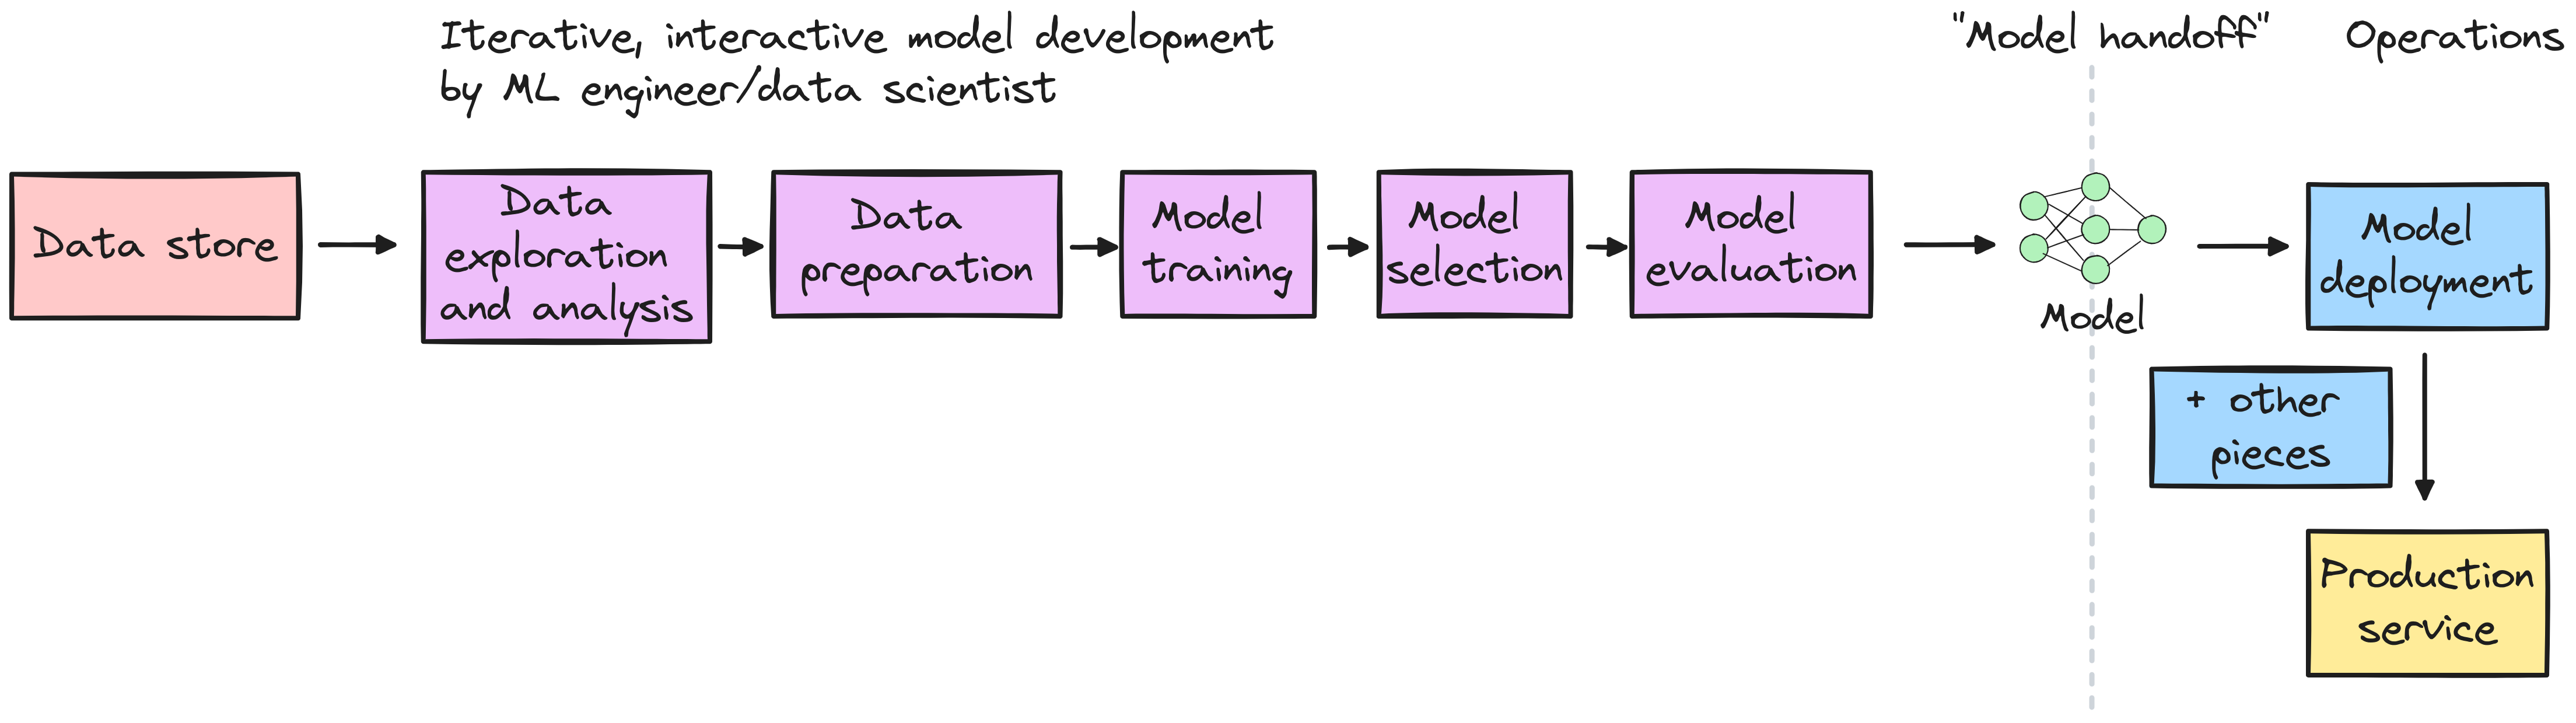 Iterative, interactive model development
by ML engineer/data scientist
"Model handoff"
Operations
Data store
Data
exploration
and analysis
Data
preparation
Model
training
Model
selection
Model
evaluation
Model
Model
deployment
+ other
pieces
Production
service